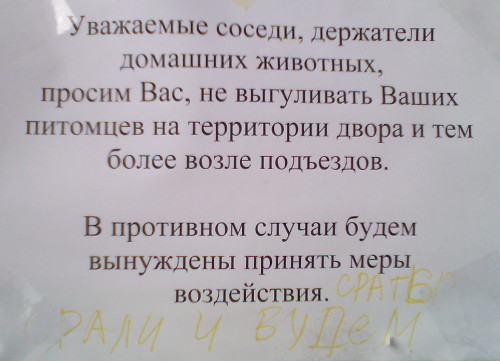 Уважаемые соседи, держатели
домашних животных,
просим Вас, не выгуливать Ваших
питомцев на территории двора и тем
более возле подъездов.
В противном случаи будем
вынуждены принять меры
воздействия.
СРАЛИ И БУДЕМ
СРАТЬ